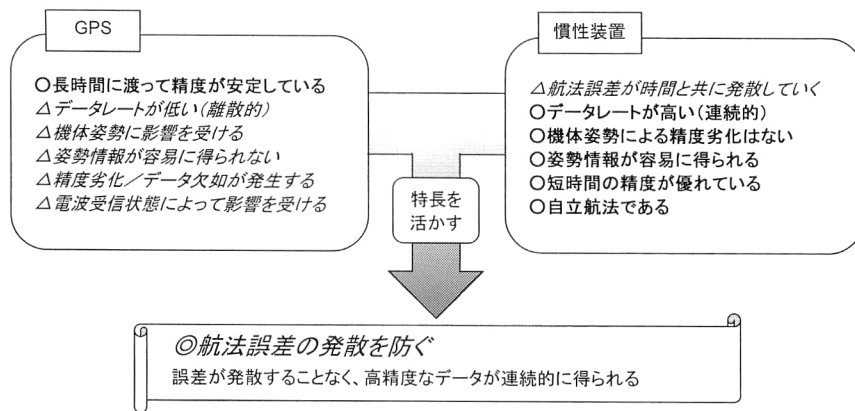 GPS
○長時間に渡って精度が安定している
△データレートが低い(離散的)
△機体姿勢に影響を受ける
△姿勢情報が容易に得られない
△精度劣化/データ欠如が発生する
△電波受信状態によって影響を受ける
慣性装置
△航法誤差が時間と共に発散していく
○データレートが高い(連続的)
○機体姿勢による精度劣化はない
○姿勢情報が容易に得られる
○短時間の精度が優れている
○自立航法である
特長を
活かす
◎航法誤差の発散を防ぐ
誤差が発散することなく、高精度なデータが連続的に得られる